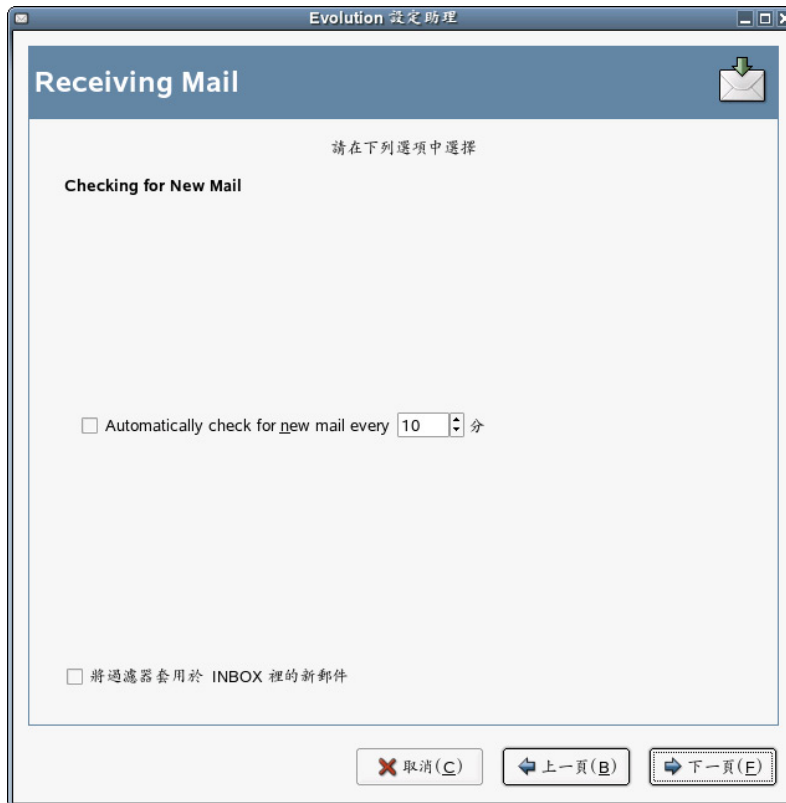 Evolution 設定助理
Receiving Mail
請在下列選項中選擇
Checking for New Mail
Automatically check for new mail every 10 分
將過濾器套用於 INBOX 裡的新郵件
取消(C) 上一頁(B) 下一頁(F)